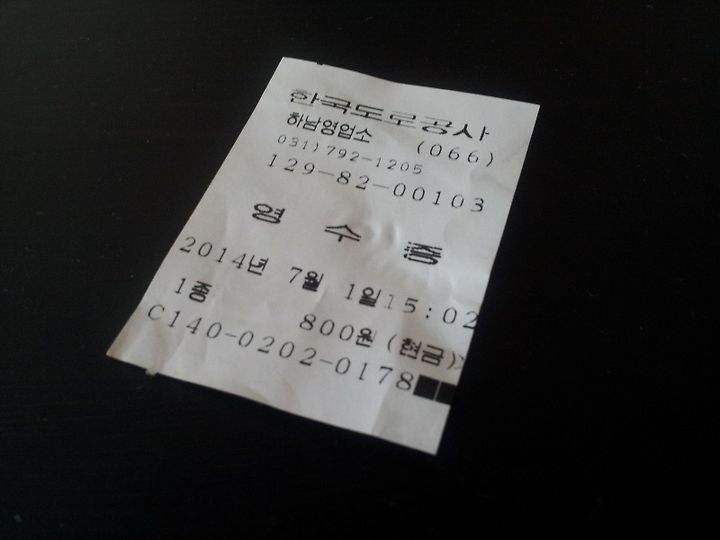 한국도로공사
하남영업소 (066)
031)792-1205
129-82-00103
영 수 증
2014년 7월 1일15:02
1종 800원(현금)
C140-0202-0178